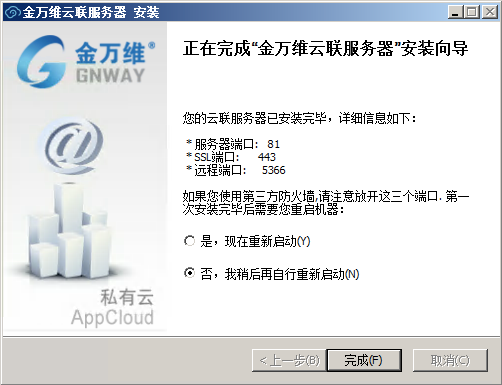 金万维云联服务器 安装
金万维®
GNWAY
正在完成“金万维云联服务器”安装向导
您的云联服务器已安装完毕，详细信息如下：
* 服务器端口: 81
* SSL端口: 443
* 远程端口: 5366
如果您使用第三方防火墙,请注意放开这三个端口. 第一
次安装完毕后需要您重启机器：
是，现在重新启动(Y)
否，我稍后再自行重新启动(N)
@
私有云
AppCloud
< 上一步(B)
完成(F)
取消(C)